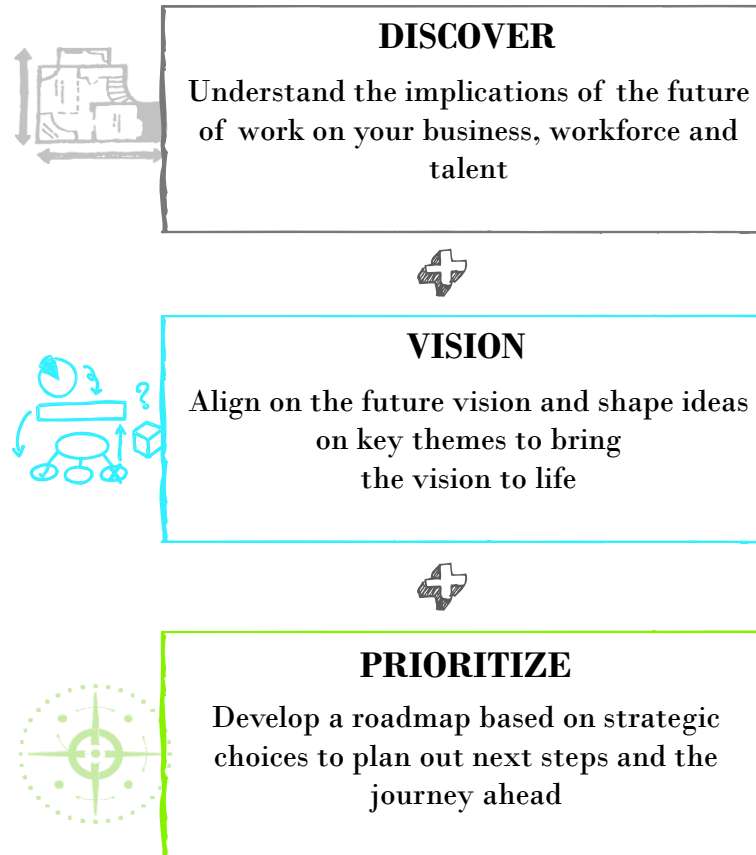 DISCOVER
Understand the implications of the future
of work on your business, workforce and
talent
VISION
Align on the future vision and shape ideas
on key themes to bring
the vision to life
?
PRIORITIZE
Develop a roadmap based on strategic
choices to plan out next steps and the
journey ahead